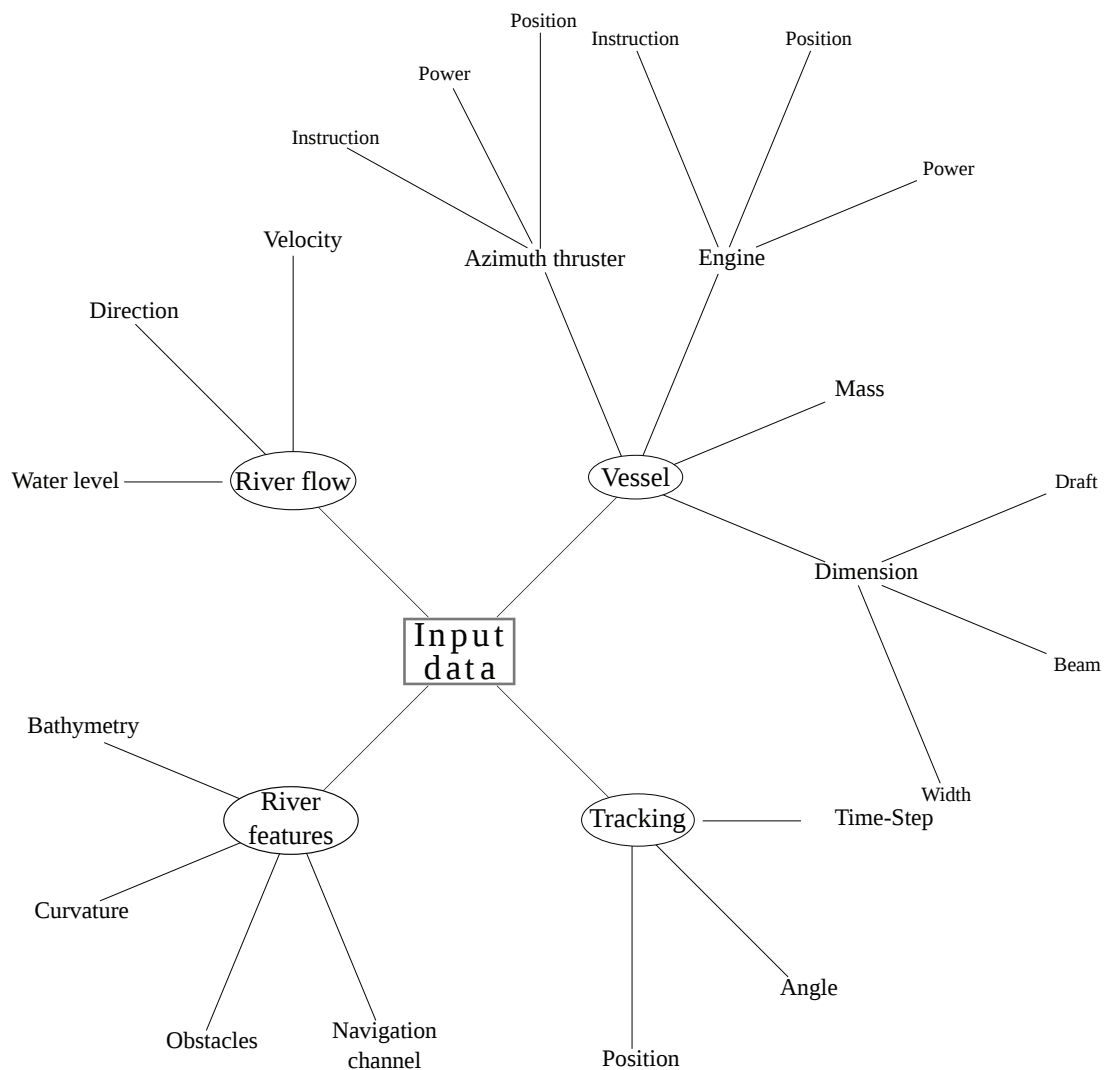 Position
Instruction
Position
Power
Instruction
Power
Velocity
Azimuth thruster
Engine
Direction
Mass
Water level
River flow
Vessel
Draft
Dimension
Input
data
Beam
Bathymetry
Width
River
features
Tracking
Time-Step
Curvature
Angle
Obstacles
Navigation
channel
Position